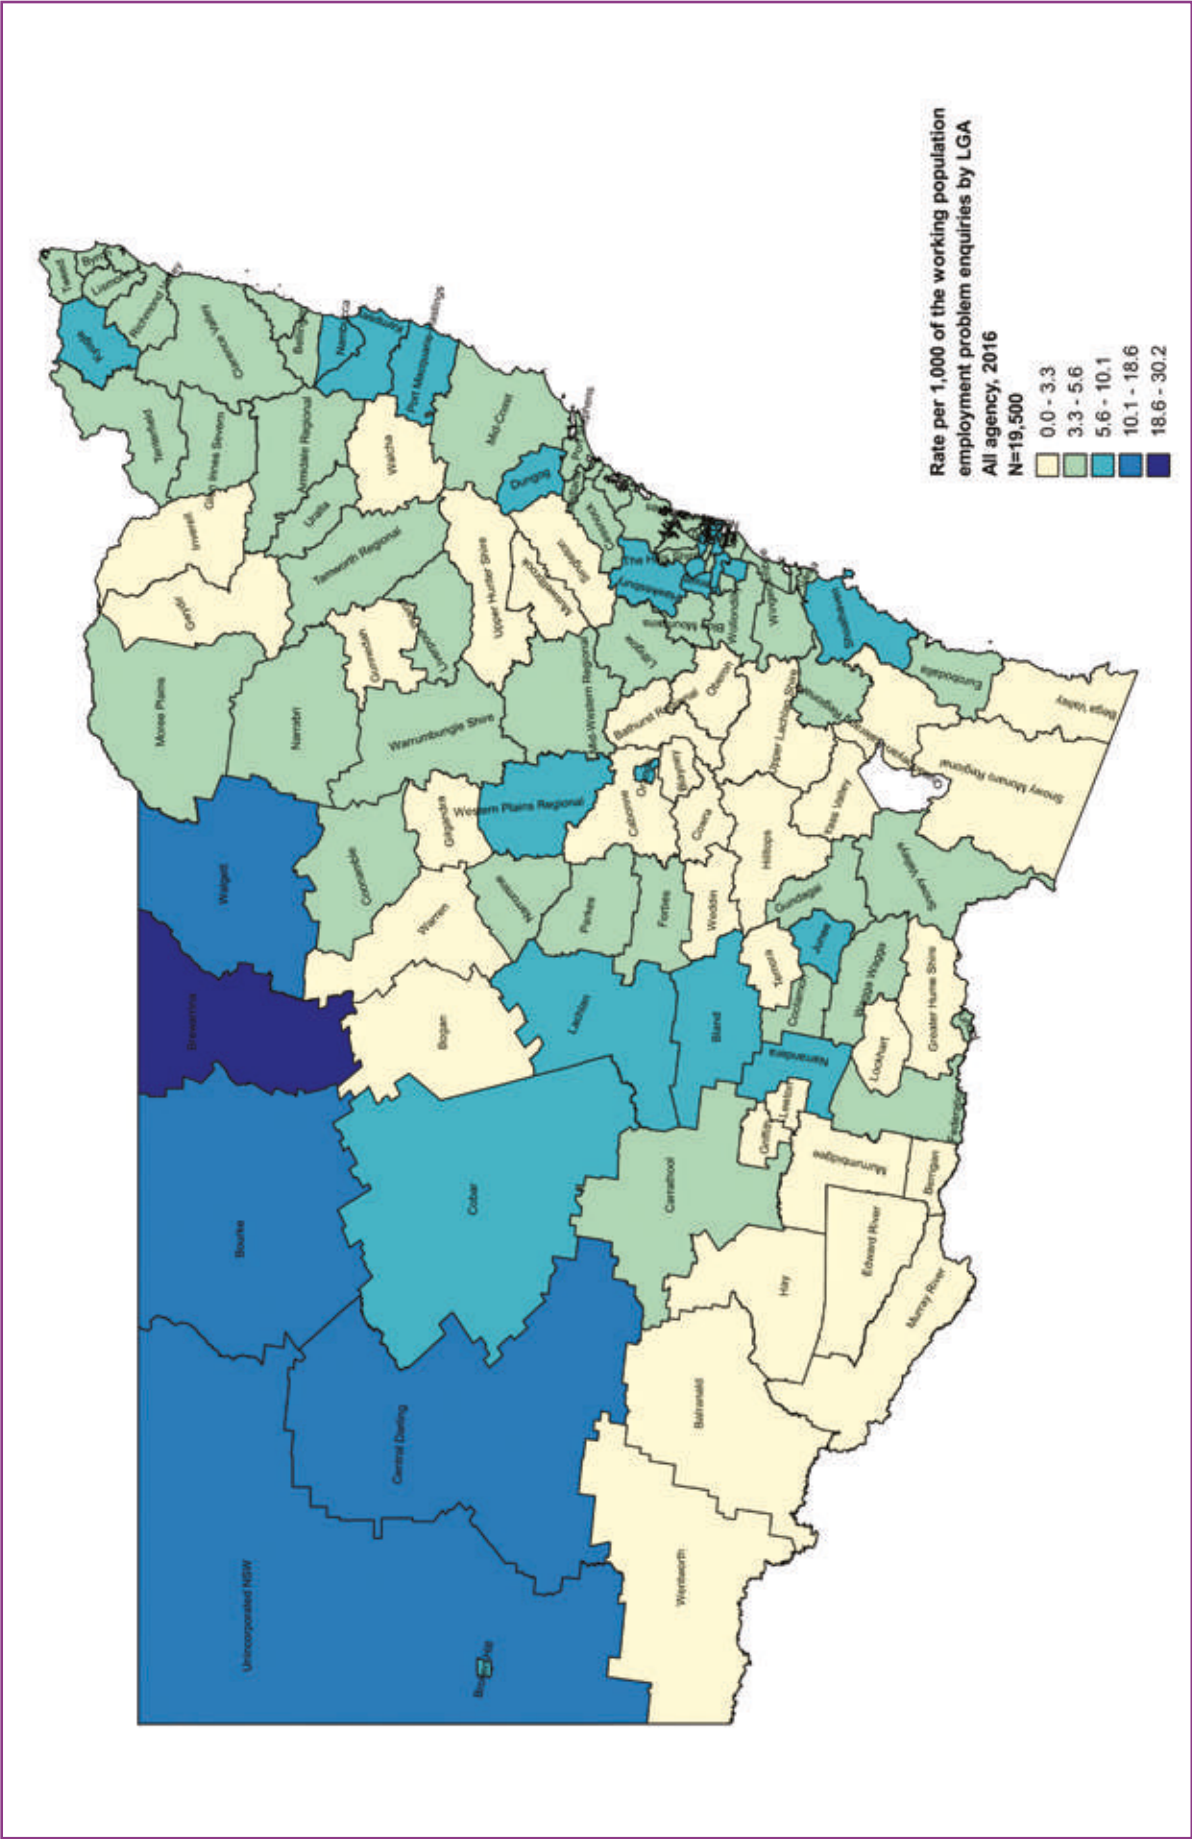 Rate per 1,000 of the working population
employment problem enquiries by LGA
All agency, 2016
N=19,500
0.0 - 3.3
3.3 - 5.6
5.6 - 10.1
10.1 - 18.6
18.6 - 30.2
Unincorporated NSW
Central Darling
Bourke
Brewarrina
Walgett
Moree Plains
Gwydir
Inverell
Tenterfield
Kyogle
Tweed
Byron
Lismore
Richmond Valley
Clarence Valley
Glen Innes Severn
Armidale Regional
Uralla
Bellingen
Nambucca
Kempsey
Port Macquarie-Hastings
Walcha
Tamworth Regional
Narrabri
Gunnedah
Liverpool Plains
Warrumbungle Shire
Coonamble
Gilgandra
Warren
Bogan
Cobar
Narromine
Western Plains Regional
Mid-Western Regional
Upper Hunter Shire
Muswellbrook
Singleton
Dungog
Mid-Coast
Cessnock
Lithgow
Hawkesbury
Blue Mountains
Wollondilly
Oberon
Bathurst Regional
Blayney
Cabonne
Parkes
Forbes
Lachlan
Cowra
Weddin
Bland
Carrathool
Balranald
Wentworth
Hay
Griffith
Leeton
Narrandera
Temora
Junee
Gundagai
Hilltops
Upper Lachlan Shire
Yass Valley
Shoalhaven
Eurobodalla
Bega Valley
Snowy Monaro Regional
Snowy Valleys
Wagga Wagga
Lockhart
Greater Hume Shire
Federation
Berrigan
Murrumbidgee
Edward River
Murray River